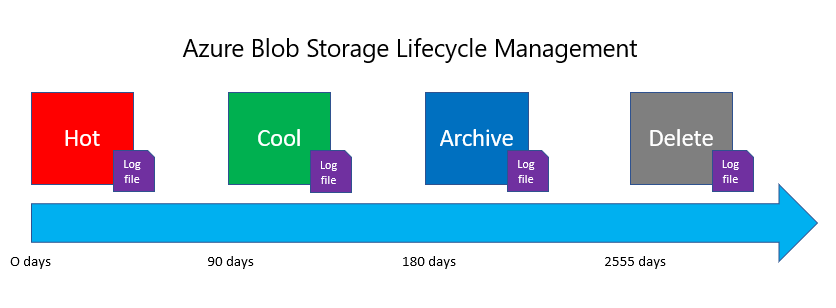 Azure Blob Storage Lifecycle Management
Hot
Log
file
Cool
Log
file
Archive
Log
file
Delete
Log
file
O days
90 days
180 days
2555 days